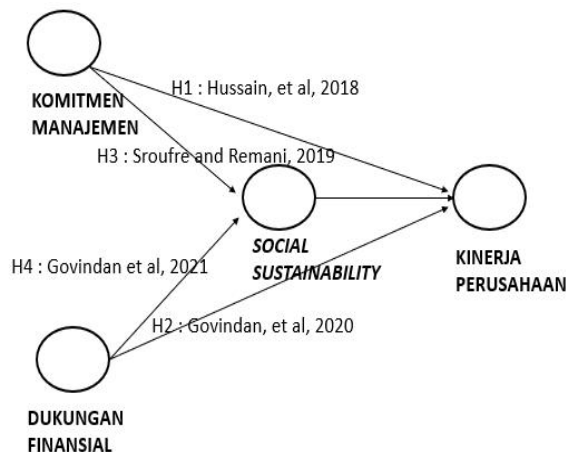 H1 : Hussain, et al, 2018
KOMITMEN
MANAJEMEN
H3 : Sroufre and Remani, 2019
SOCIAL
SUSTAINABILITY
KINERJA
PERUSAHAAN
H4 : Govindan et al, 2021
H2 : Govindan, et al, 2020
DUKUNGAN
FINANSIAL